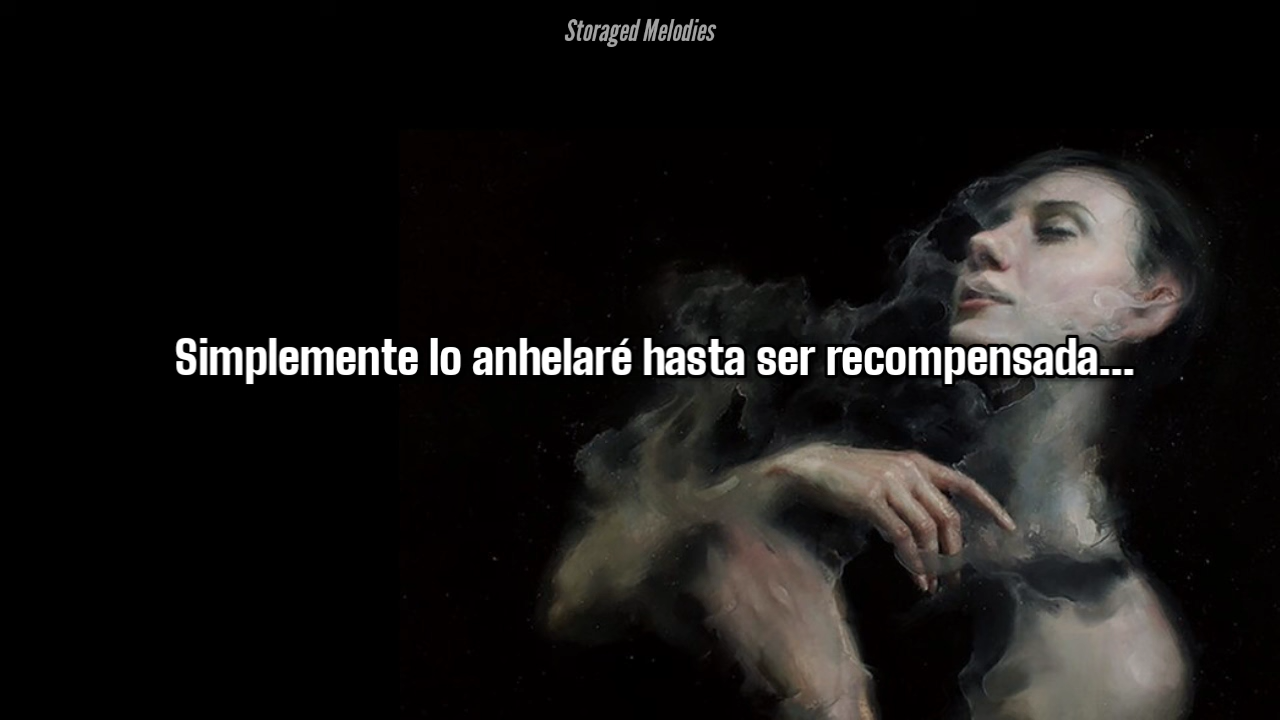 Storaged Melodies
Simplemente lo anhelaré hasta ser recompensada...